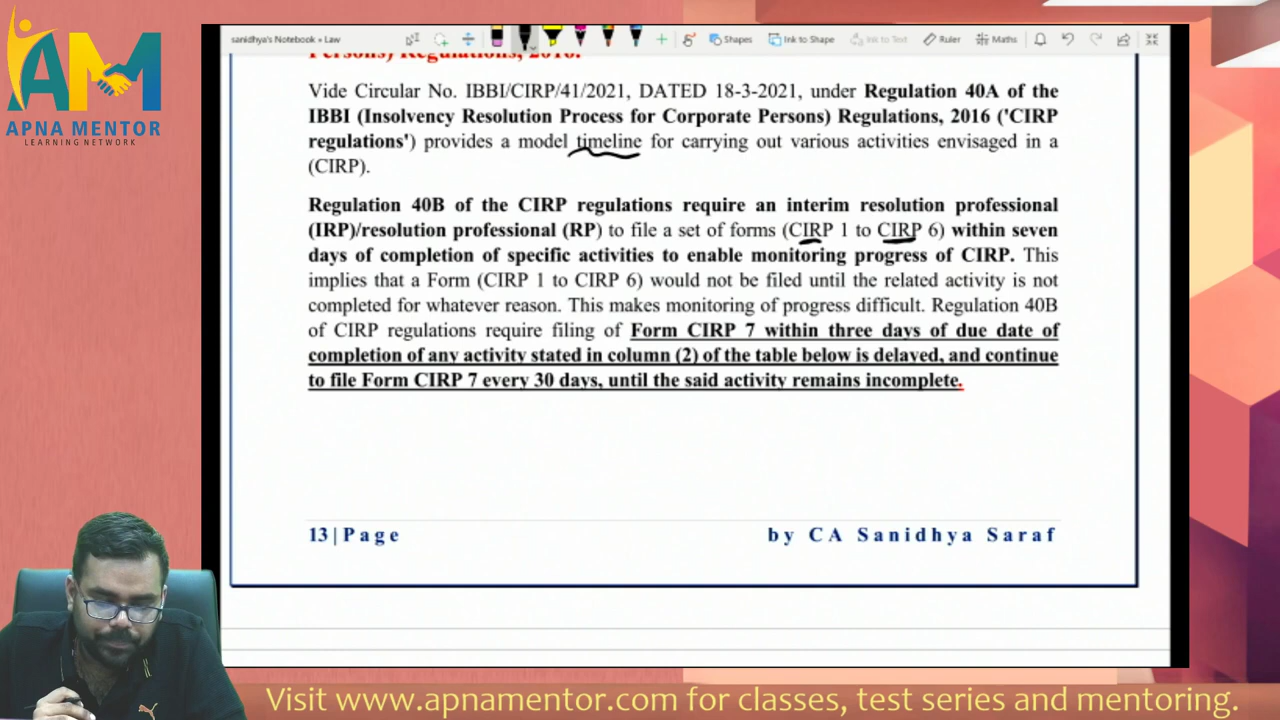 AM
APNA MENTOR
LEARNING NETWORK
sanidhya's Notebook » Law
Shapes
Ink to Shape
Ink to Text
Ruler
Maths
Persons) Regulations, 2016.
Vide Circular No. IBBI/CIRP/41/2021, DATED 18-3-2021, under Regulation 40A of the
IBBI (Insolvency Resolution Process for Corporate Persons) Regulations, 2016 ('CIRP
regulations') provides a model timeline for carrying out various activities envisaged in a
(CIRP).
Regulation 40B of the CIRP regulations require an interim resolution professional
(IRP)/resolution professional (RP) to file a set of forms (CIRP 1 to CIRP 6) within seven
days of completion of specific activities to enable monitoring progress of CIRP. This
implies that a Form (CIRP 1 to CIRP 6) would not be filed until the related activity is not
completed for whatever reason. This makes monitoring of progress difficult. Regulation 40B
of CIRP regulations require filing of Form CIRP 7 within three days of due date of
completion of any activity stated in column (2) of the table below is delayed, and continue
to file Form CIRP 7 every 30 days, until the said activity remains incomplete.
13|Page
by CA Sanidhya Saraf
Visit www.apnamentor.com for classes, test series and mentoring.